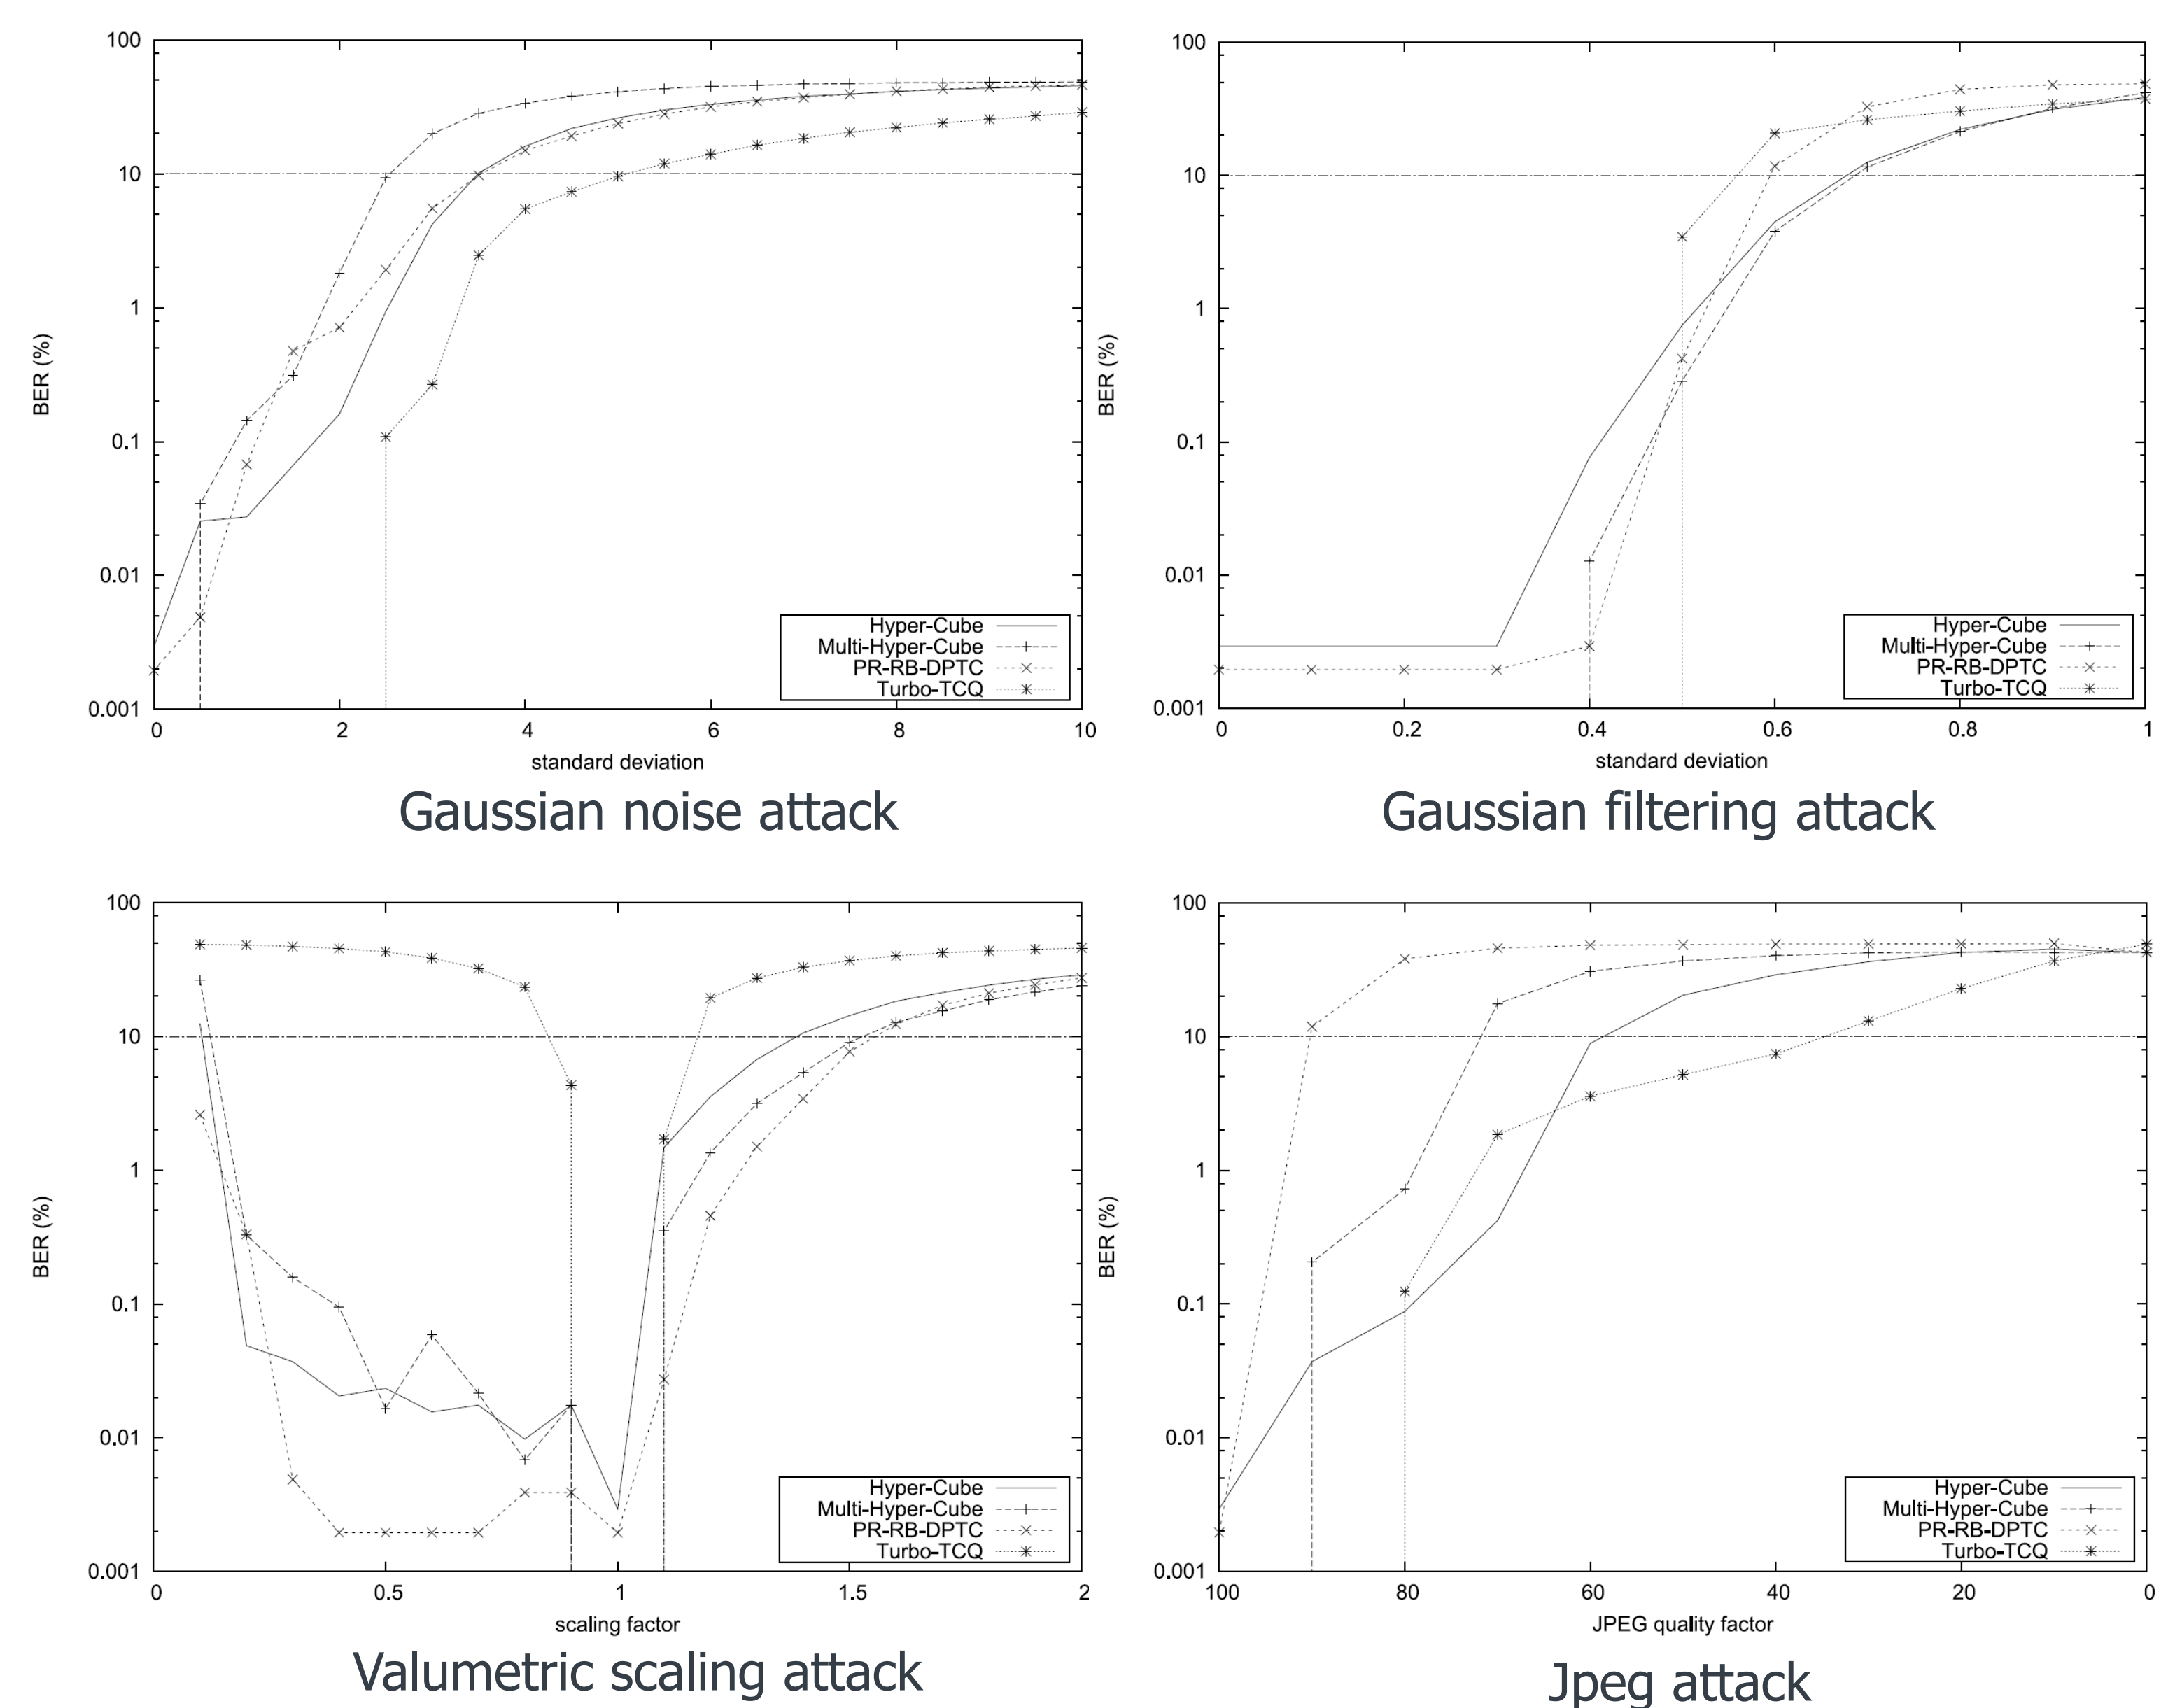 100
10
1
0.1
0.01
0.001
BER (%)
0 2 4 6 8 10
standard deviation
Hyper-Cube
Multi-Hyper-Cube
PR-RB-DPTC
Turbo-TCQ
Gaussian noise attack
100
10
1
0.1
0.01
0.001
BER (%)
0 0.2 0.4 0.6 0.8 1
standard deviation
Hyper-Cube
Multi-Hyper-Cube
PR-RB-DPTC
Turbo-TCQ
Gaussian filtering attack
100
10
1
0.1
0.01
0.001
BER (%)
0 0.5 1 1.5 2
scaling factor
Hyper-Cube
Multi-Hyper-Cube
PR-RB-DPTC
Turbo-TCQ
Valumetric scaling attack
100
10
1
0.1
0.01
0.001
BER (%)
100 80 60 40 20 0
JPEG quality factor
Hyper-Cube
Multi-Hyper-Cube
PR-RB-DPTC
Turbo-TCQ
Jpeg attack